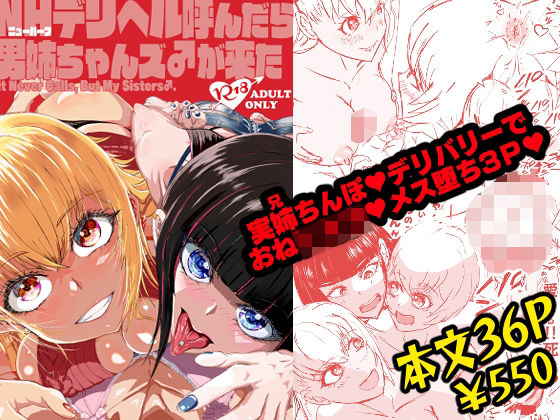 NHデリヘル呼んだら
ニューハーフ
男姉ちゃんズ♂が来た
t Never Calls, But My Sisters♂.
R18 ADULT
ONLY
兄
実姉ちんぽ♥デリバリーで
おね
♥メス堕ち3P♥
本文36P
¥550